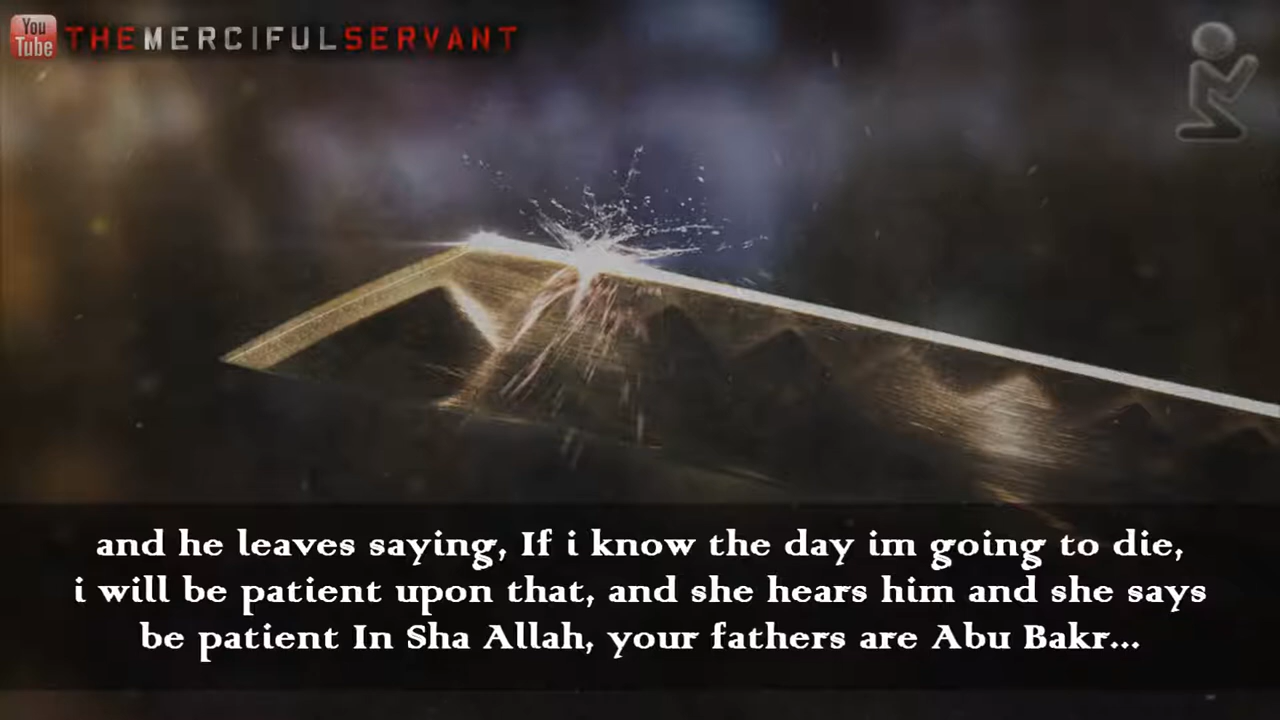 You
Tube
THEMERCIFULSERVANT
and he leaves saying, If i know the day im going to die,
i will be patient upon that, and she hears him and she says
be patient In Sha Allah, your fathers are Abu Bakr...